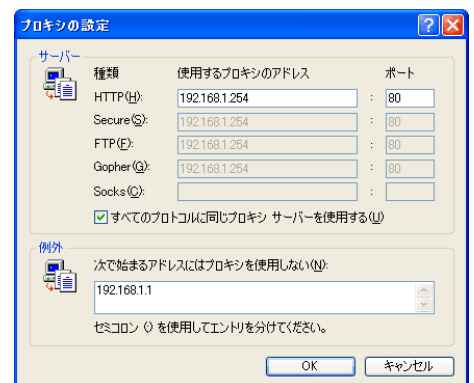 プロキシの設定
サーバー
種類 使用するプロキシのアドレス ポート
HTTP(H): 192.168.1.254 : 80
Secure(S): 192.168.1.254 : 80
FTP(F): 192.168.1.254 : 80
Gopher(G): 192.168.1.254 : 80
Socks(C): :
すべてのプロトコルに同じプロキシ サーバーを使用する(U)
例外
次で始まるアドレスにはプロキシを使用しない(N):
192.168.1.1
セミコロン (;) を使用してエントリを分けてください。
OK キャンセル